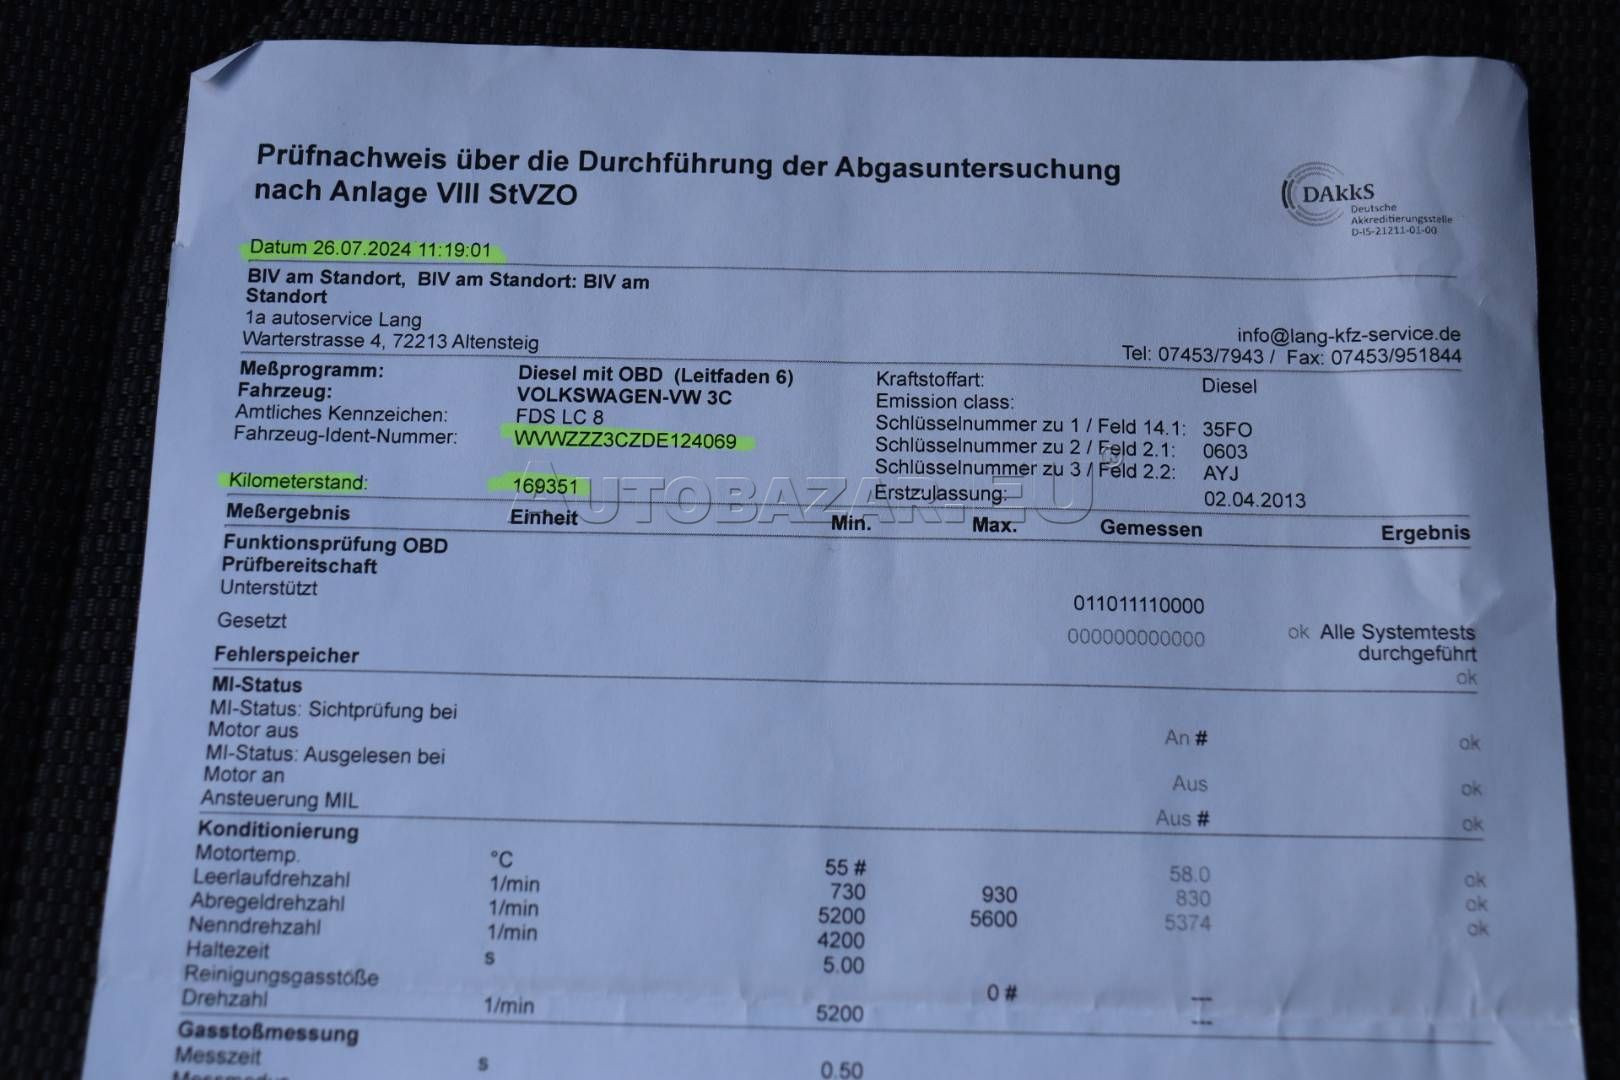 Prüfnachweis über die Durchführung der Abgasuntersuchung
nach Anlage VIII StVZO
DAkkS
Deutsche
Akkreditierungsstelle
D-IS-21211-01-00
Datum 26.07.2024 11:19:01
BIV am Standort, BIV am Standort: BIV am
Standort
1a autoservice Lang
Warterstrasse 4, 72213 Altensteig
info@lang-kfz-service.de
Tel: 07453/7943 / Fax: 07453/951844
Meßprogramm: Diesel mit OBD (Leitfaden 6)
Fahrzeug: VOLKSWAGEN-VW 3C
Amtliches Kennzeichen: FDS LC 8
Fahrzeug-Ident-Nummer: WVWZZZ3CZDE124069
Kilometerstand: 169351
Kraftstoffart: Diesel
Emission class:
Schlüsselnummer zu 1 / Feld 14.1: 35FO
Schlüsselnummer zu 2 / Feld 2.1: 0603
Schlüsselnummer zu 3 / Feld 2.2: AYJ
Erstzulassung: 02.04.2013
AUTOBAZAR.EU
Meßergebnis Einheit Min. Max. Gemessen Ergebnis
Funktionsprüfung OBD
Prüfbereitschaft
Unterstützt 011011110000
Gesetzt 000000000000 ok Alle Systemtests
durchgeführt
Fehlerspeicher ok
MI-Status
MI-Status: Sichtprüfung bei
Motor aus An # ok
MI-Status: Ausgelesen bei
Motor an Aus ok
Ansteuerung MIL Aus # ok
Konditionierung
Motortemp. °C 55 # 58.0 ok
Leerlaufdrehzahl 1/min 730 930 830 ok
Abregeldrehzahl 1/min 5200 5600 5374 ok
Nenndrehzahl 1/min 4200
Haltezeit s 5.00
Reinigungsgasstöße 0 # ---
Drehzahl 1/min 5200 ---
Gasstoßmessung
Messzeit s 0.50